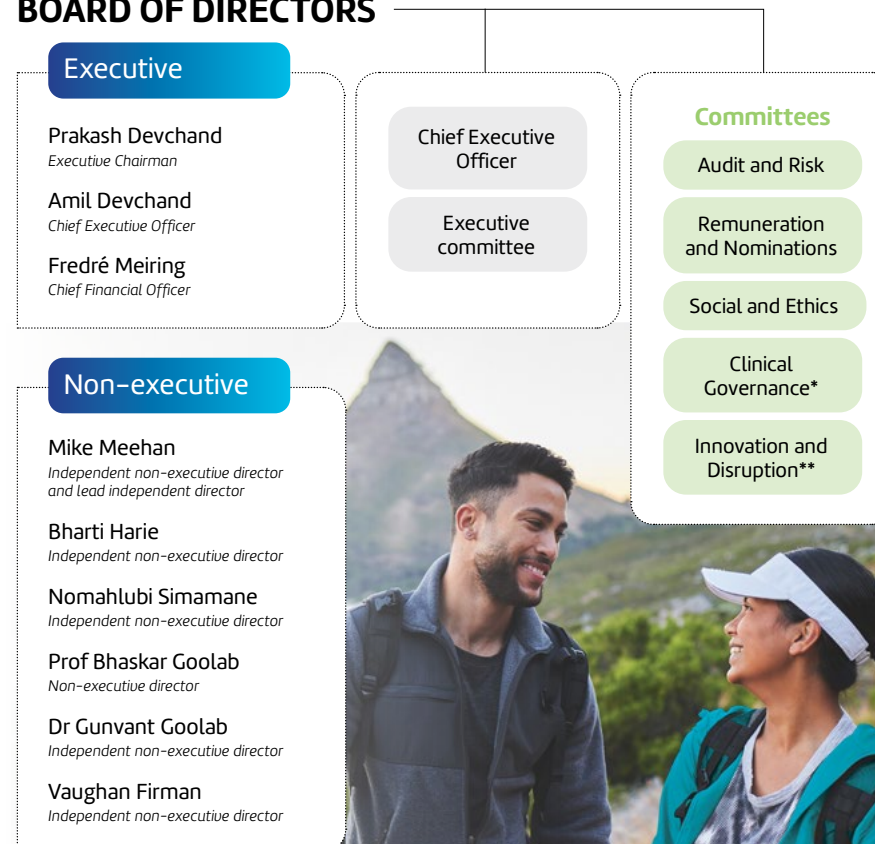 BOARD OF DIRECTORS
Executive
Prakash Devchand
Executive Chairman
Amil Devchand
Chief Executive Officer
Fredré Meiring
Chief Financial Officer
Non-executive
Mike Meehan
Independent non-executive director
and lead independent director
Bharti Harie
Independent non-executive director
Nomahlubi Simamane
Independent non-executive director
Prof Bhaskar Goolab
Non-executive director
Dr Gunvant Goolab
Independent non-executive director
Vaughan Firman
Independent non-executive director
Chief Executive
Officer
Executive
committee
Committees
Audit and Risk
Remuneration
and Nominations
Social and Ethics
Clinical
Governance*
Innovation and
Disruption**